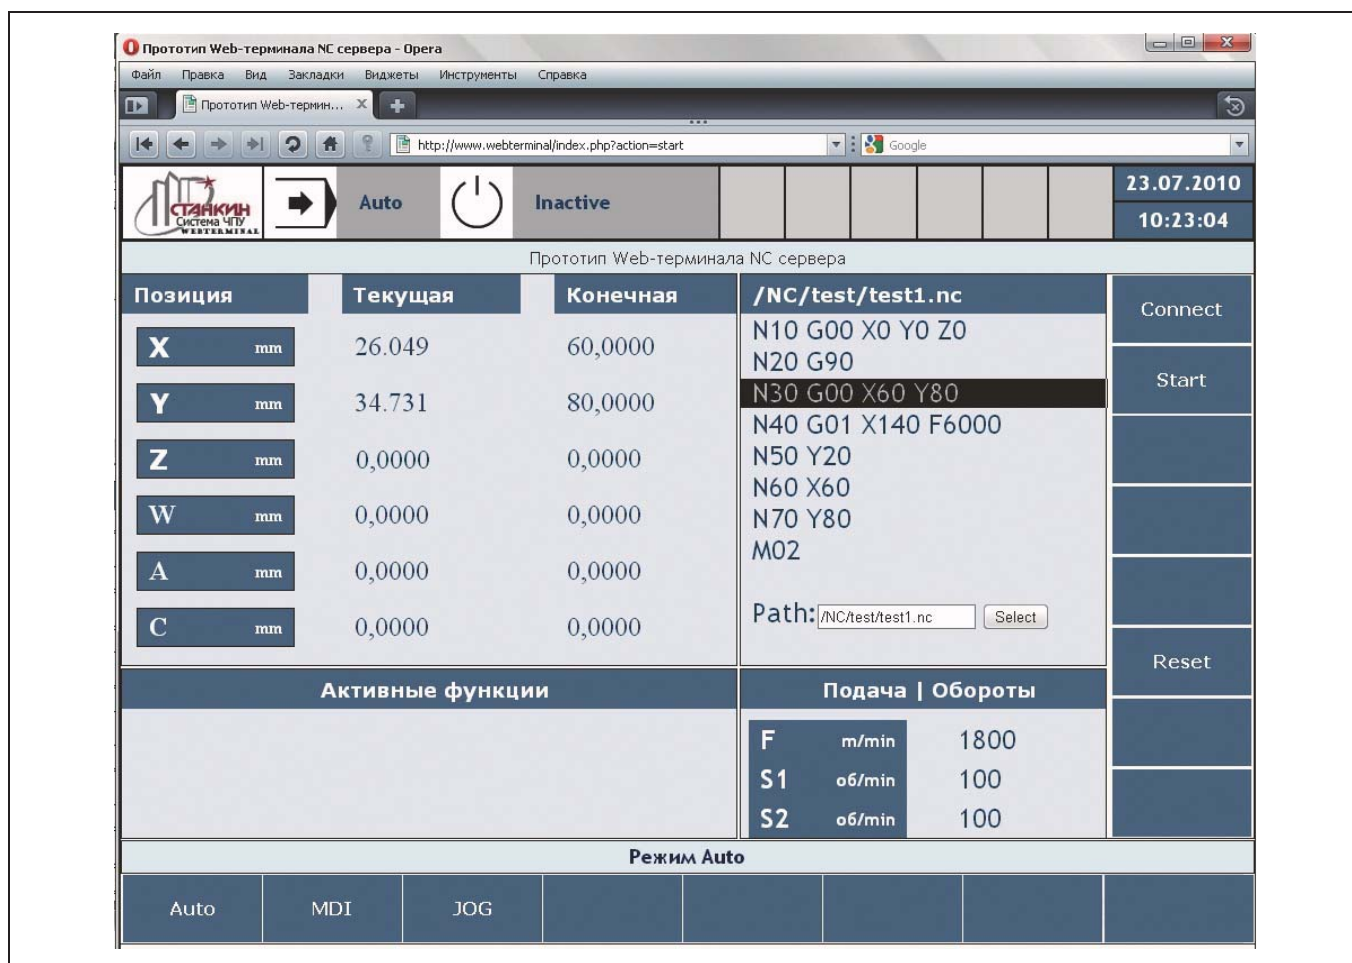 Прототип Web-терминала NC сервера - Opera
Файл Правка Вид Закладки Виджеты Инструменты Справка
Прототип Web-термин...
http://www.webterminal/index.php?action=start Google
СТАНКИН
Система ЧПУ
WEBTERMINAL
Auto Inactive
23.07.2010
10:23:04
Прототип Web-терминала NC сервера
Позиция Текущая Конечная
X mm 26.049 60,0000
Y mm 34.731 80,0000
Z mm 0,0000 0,0000
W mm 0,0000 0,0000
A mm 0,0000 0,0000
C mm 0,0000 0,0000
/NC/test/test1.nc
N10 G00 X0 Y0 Z0
N20 G90
N30 G00 X60 Y80
N40 G01 X140 F6000
N50 Y20
N60 X60
N70 Y80
M02
Path: /NC/test/test1.nc Select
Connect
Start
Reset
Активные функции
Подача | Обороты
F m/min 1800
S1 об/min 100
S2 об/min 100
Режим Auto
Auto MDI JOG